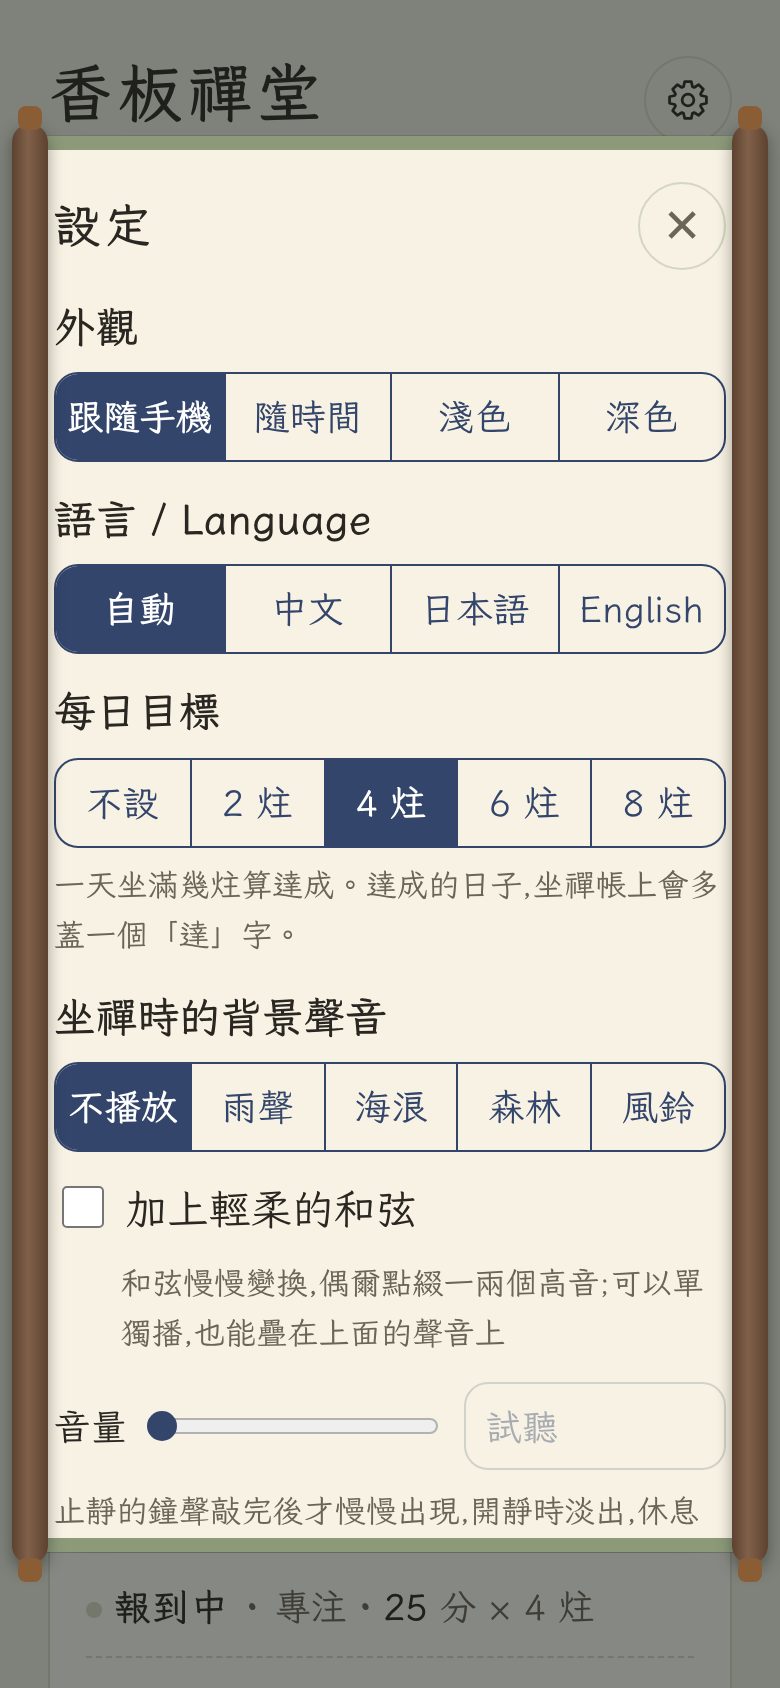 香板禪堂
設定
外觀
跟隨手機 隨時間 淺色 深色
語言 / Language
自動 中文 日本語 English
每日目標
不設 2 炷 4 炷 6 炷 8 炷
一天坐滿幾炷算達成。達成的日子,坐禪帳上會多
蓋一個「達」字。
坐禪時的背景聲音
不播放 雨聲 海浪 森林 風鈴
加上輕柔的和弦
和弦慢慢變換,偶爾點綴一兩個高音;可以單
獨播,也能疊在上面的聲音上
音量 試聽
止靜的鐘聲敲完後才慢慢出現,開靜時淡出,休息
報到中 · 專注 · 25 分 × 4 炷